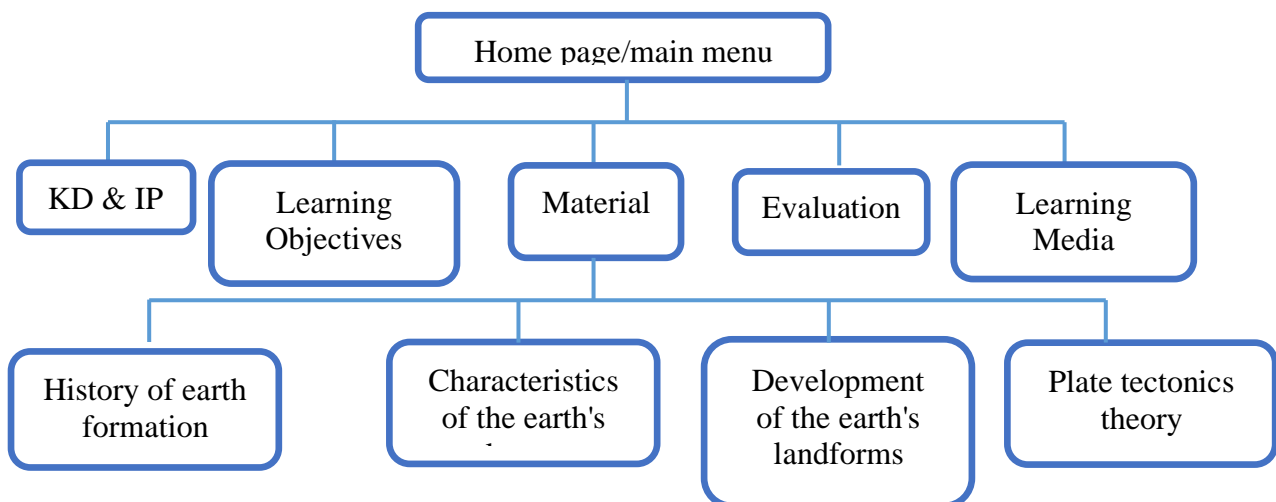 Home page/main menu
KD & IP
Learning
Objectives
Material
Evaluation
Learning
Media
History of earth
formation
Characteristics
of the earth's
Development
of the earth's
landforms
Plate tectonics
theory